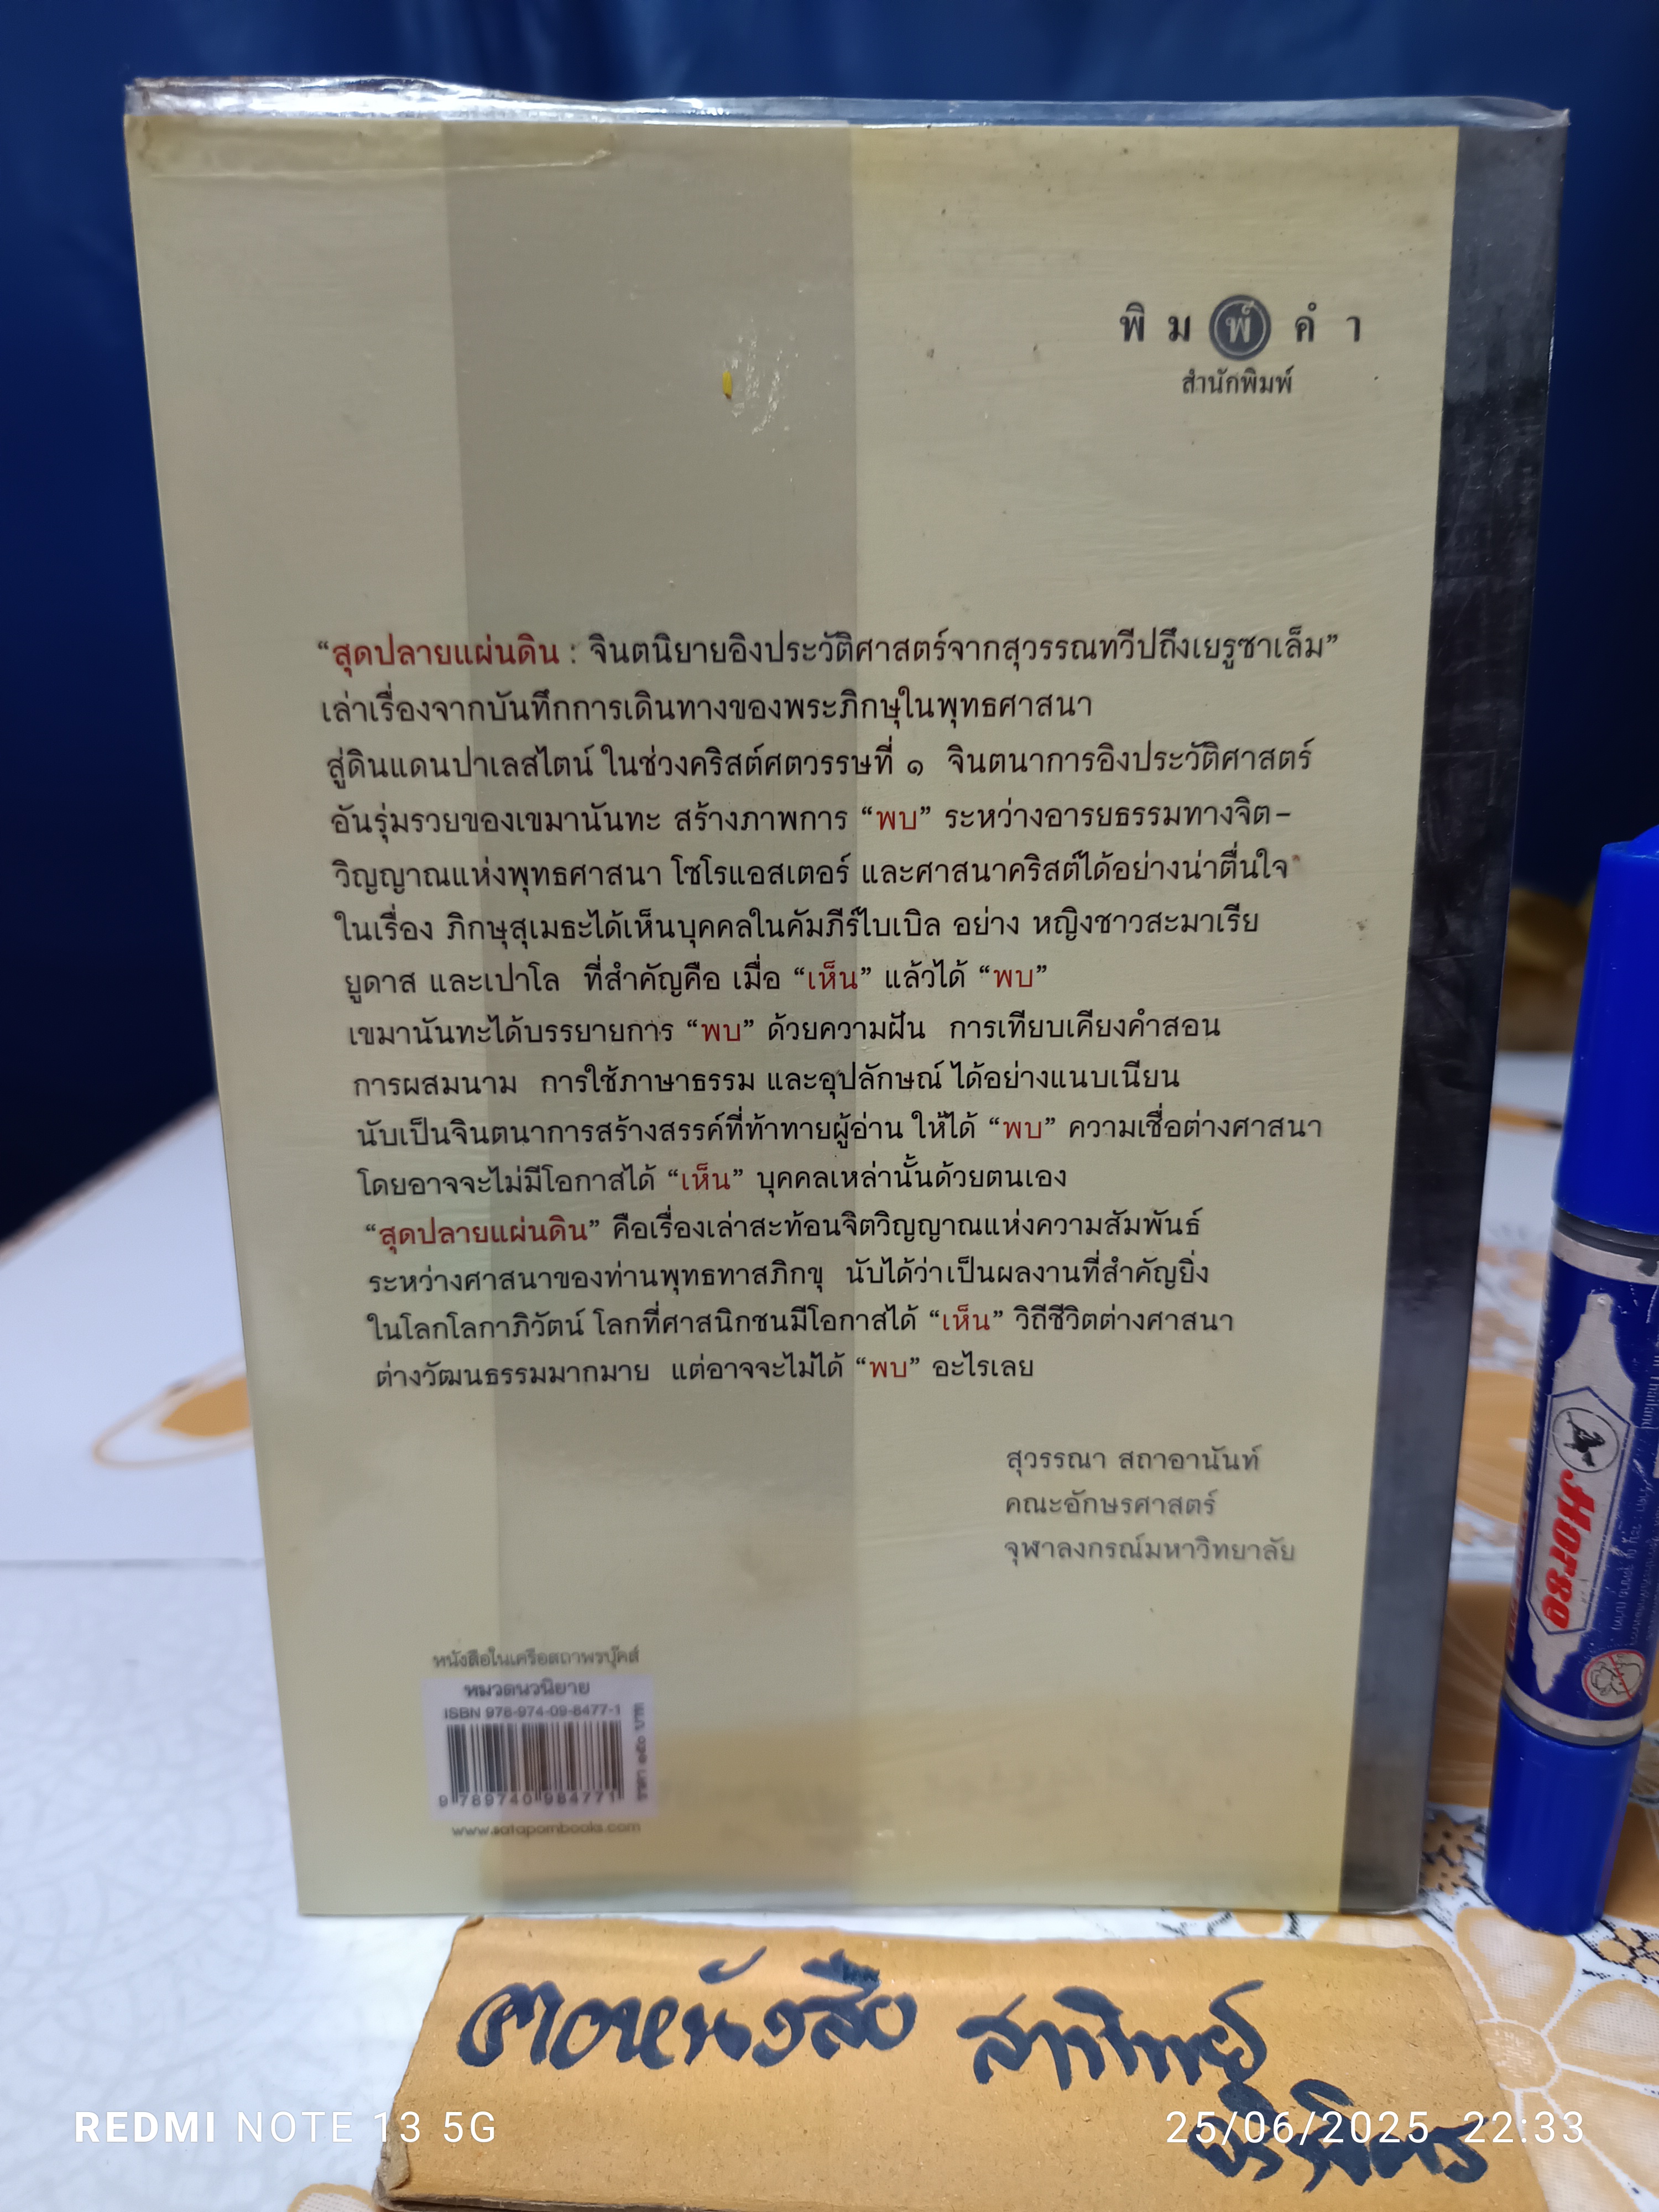 พิมพ์คำ
สำนักพิมพ์
“สุดปลายแผ่นดิน : จินตนิยายอิงประวัติศาสตร์จากสุวรรณทวีปถึงเยรูซาเล็ม”
เล่าเรื่องจากบันทึกการเดินทางของพระภิกษุในพุทธศาสนา
สู่ดินแดนปาเลสไตน์ ในช่วงคริสต์ศตวรรษที่ ๑ จินตนาการอิงประวัติศาสตร์
อันรุ่มรวยของเขมานันทะ สร้างภาพการ “พบ” ระหว่างอารยธรรมทางจิต-
วิญญาณแห่งพุทธศาสนา โซโรแอสเตอร์ และศาสนาคริสต์ได้อย่างน่าตื่นใจ
ในเรื่อง ภิกษุสุเมธะได้เห็นบุคคลในคัมภีร์ไบเบิล อย่าง หญิงชาวสะมาเรีย
ยูดาส และเปาโล ที่สำคัญคือ เมื่อ “เห็น” แล้วได้ “พบ”
เขมานันทะได้บรรยายการ “พบ” ด้วยความฝัน การเทียบเคียงคำสอน
การผสมนาม การใช้ภาษาธรรม และอุปลักษณ์ ได้อย่างแนบเนียน
นับเป็นจินตนาการสร้างสรรค์ที่ท้าทายผู้อ่าน ให้ได้ “พบ” ความเชื่อต่างศาสนา
โดยอาจจะไม่มีโอกาสได้ “เห็น” บุคคลเหล่านั้นด้วยตนเอง
“สุดปลายแผ่นดิน” คือเรื่องเล่าสะท้อนจิตวิญญาณแห่งความสัมพันธ์
ระหว่างศาสนาของท่านพุทธทาสภิกขุ นับได้ว่าเป็นผลงานที่สำคัญยิ่ง
ในโลกโลกาภิวัตน์ โลกที่ศาสนิกชนมีโอกาสได้ “เห็น” วิถีชีวิตต่างศาสนา
ต่างวัฒนธรรมมากมาย แต่อาจจะไม่ได้ “พบ” อะไรเลย
สุวรรณา สถาอานันท์
คณะอักษรศาสตร์
จุฬาลงกรณ์มหาวิทยาลัย
หนังสือในเครือสถาพรบุ๊คส์
หมวดนวนิยาย
ISBN 978-974-09-8477-1
9 789740 984771
www.satapornbooks.com
Horse
REDMI NOTE 13 5G
25/06/2025 22:33